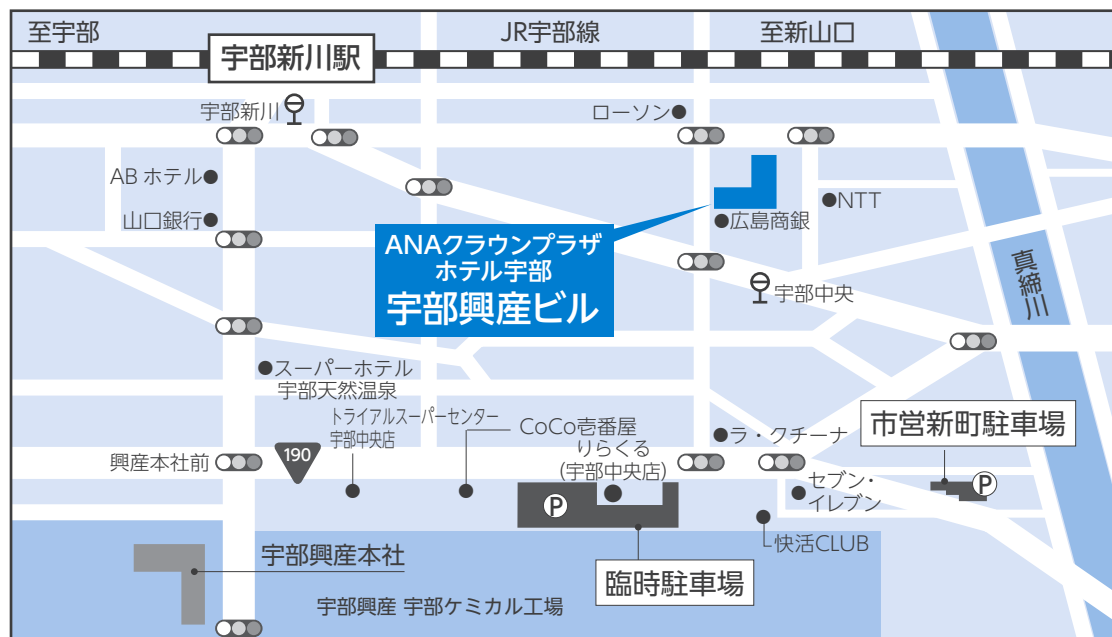 至宇部
JR宇部線
至新山口
宇部新川駅
宇部新川
ローソン
ABホテル
山口銀行
NTT
広島商銀
ANAクラウンプラザ
ホテル宇部
宇部興産ビル
宇部中央
真締川
スーパーホテル
宇部天然温泉
トライアルスーパーセンター
宇部中央店
CoCo壱番屋
りらくる
(宇部中央店)
ラ・クチーナ
市営新町駐車場
興産本社前
190
P
P
セブン・
イレブン
快活CLUB
宇部興産本社
臨時駐車場
宇部興産 宇部ケミカル工場